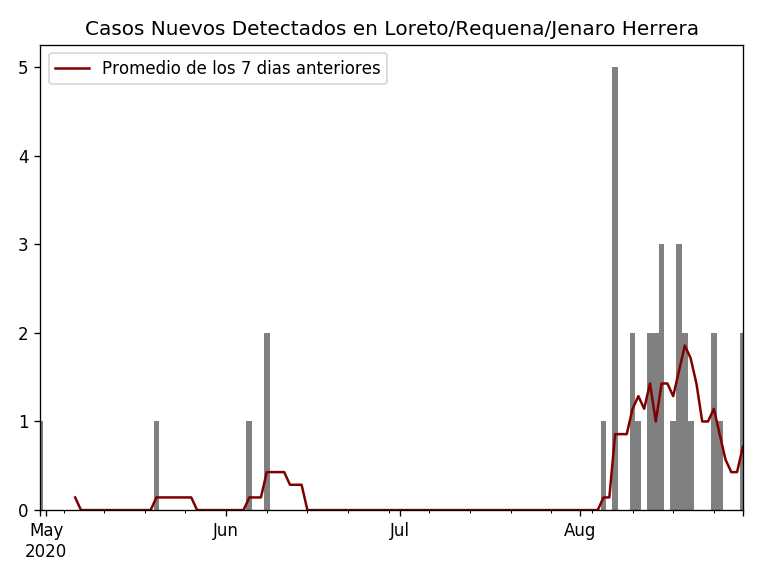 Casos Nuevos Detectados en Loreto/Requena/Jenaro Herrera
Promedio de los 7 dias anteriores
5
4
3
2
1
0
May Jun Jul Aug
2020